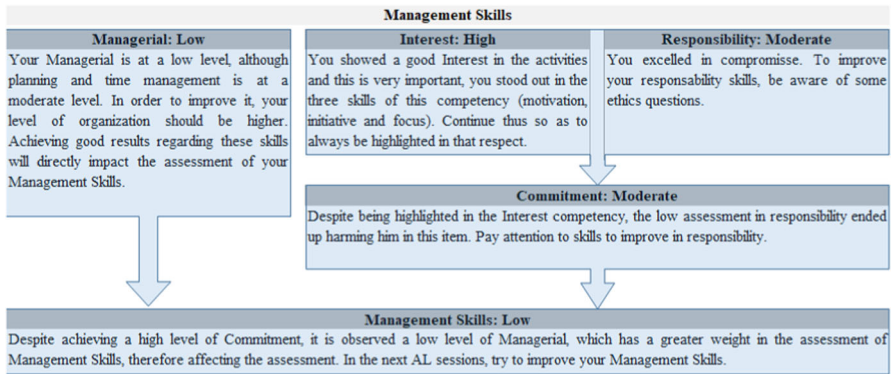 Management Skills
Managerial: Low
Your Managerial is at a low level, although
planning and time management is at a
moderate level. In order to improve it, your
level of organization should be higher.
Achieving good results regarding these skills
will directly impact the assessment of your
Management Skills.
Interest: High
You showed a good Interest in the activities
and this is very important, you stood out in the
three skills of this competency (motivation,
initiative and focus). Continue thus so as to
always be highlighted in that respect.
Responsibility: Moderate
You excelled in compromisse. To improve
your responsability skills, be aware of some
ethics questions.
Commitment: Moderate
Despite being highlighted in the Interest competency, the low assessment in responsibility ended
up harming him in this item. Pay attention to skills to improve in responsibility.
Management Skills: Low
Despite achieving a high level of Commitment, it is observed a low level of Managerial, which has a greater weight in the assessment of
Management Skills, therefore affecting the assessment. In the next AL sessions, try to improve your Management Skills.